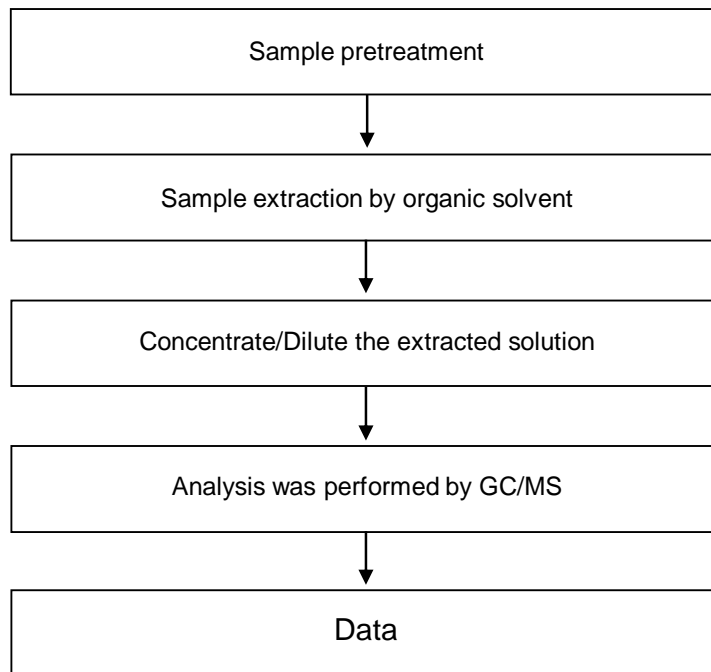 Sample pretreatment
Sample extraction by organic solvent
Concentrate/Dilute the extracted solution
Analysis was performed by GC/MS
Data